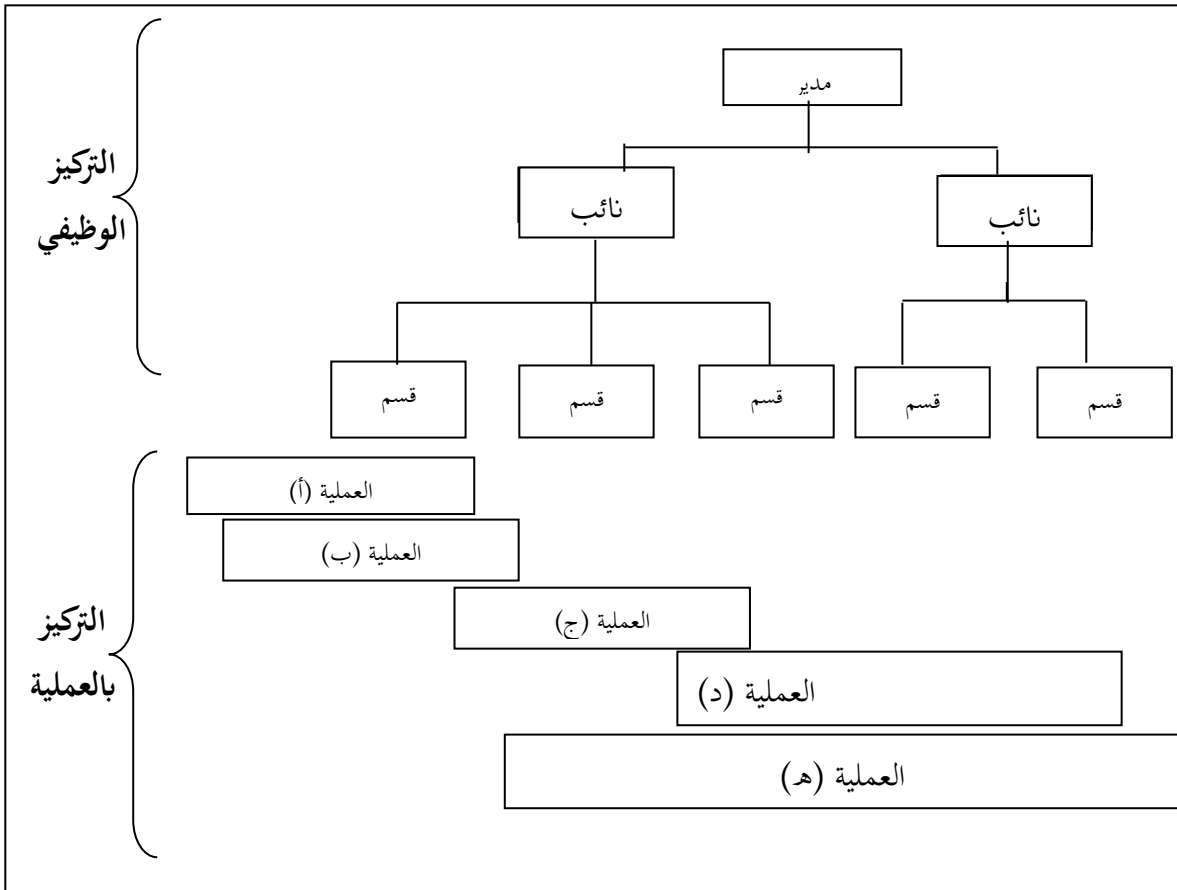 مدير
التركيز
الوظيفي
نائب
نائب
قسم
قسم
قسم
قسم
قسم
العملية (أ)
العملية (ب)
العملية (ج)
التركيز
بالعملية
العملية (د)
العملية (هـ)